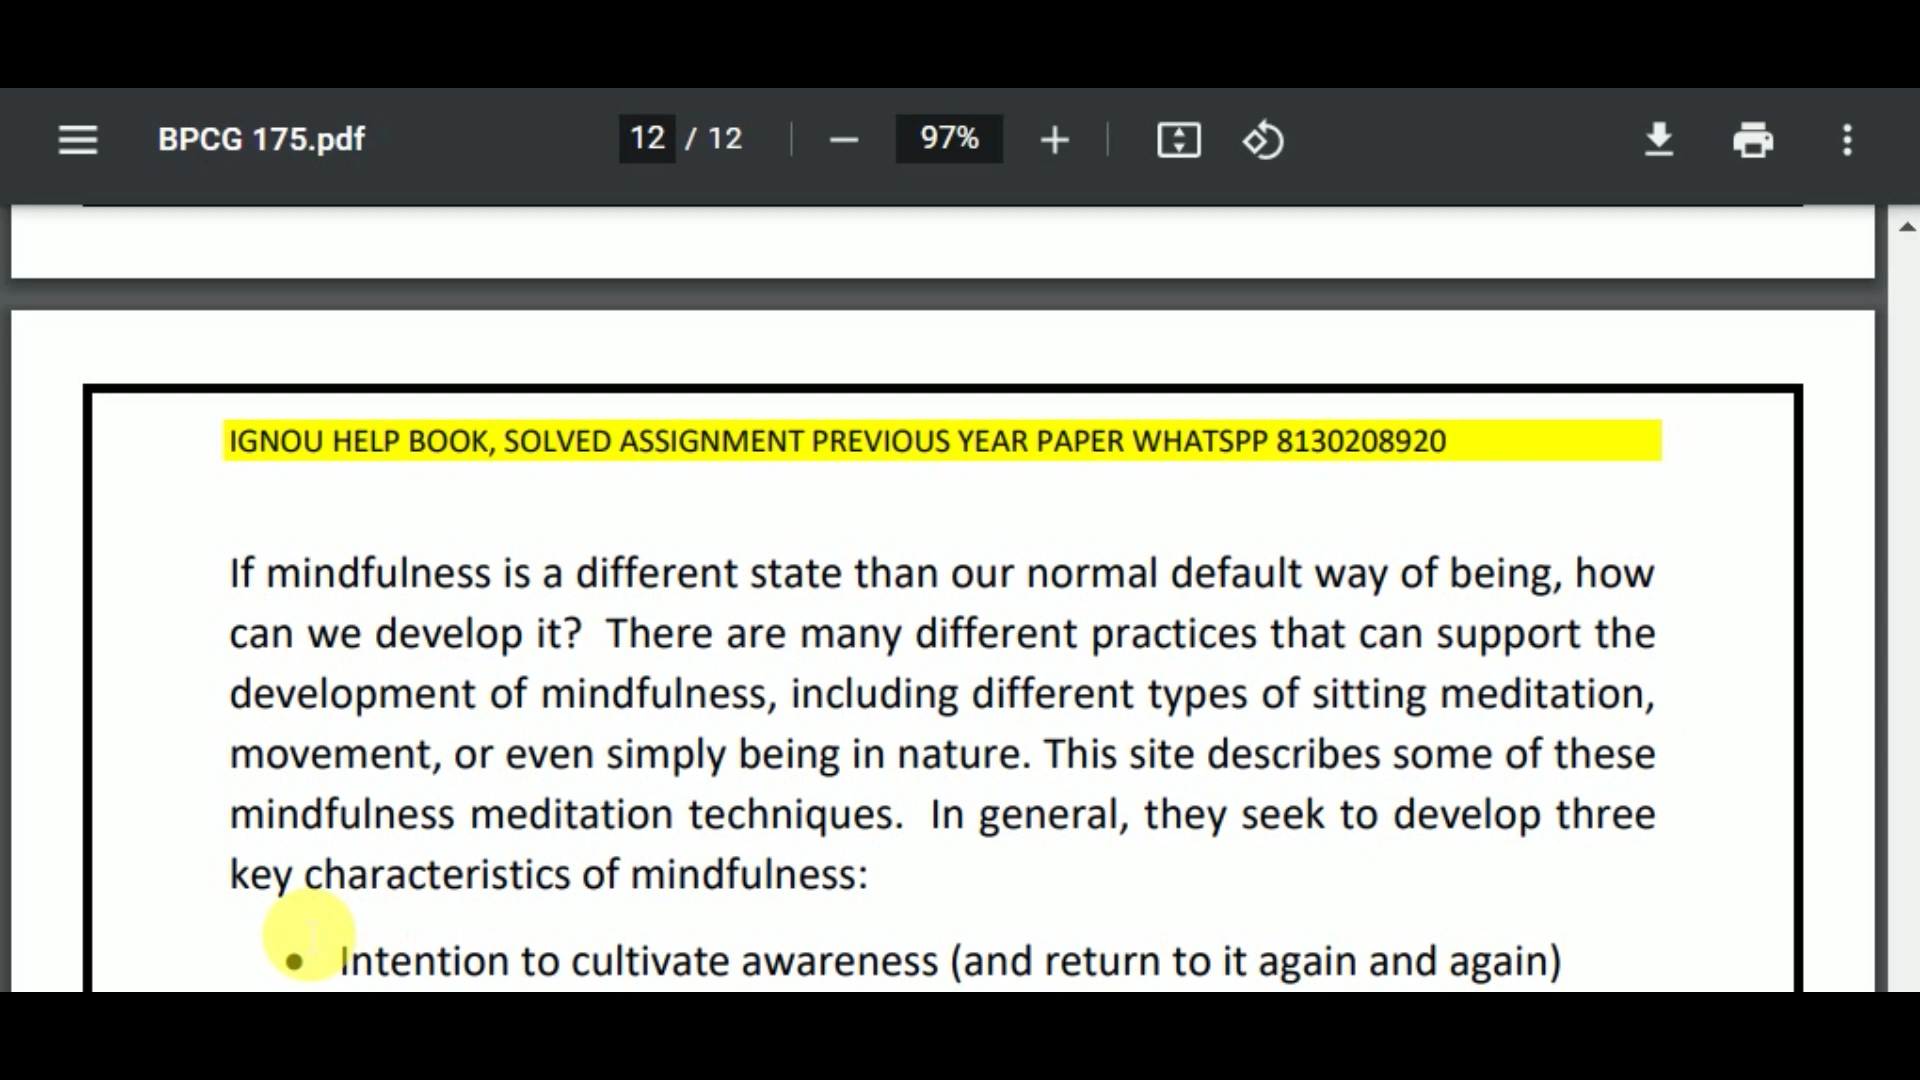 BPCG 175.pdf
12 / 12
97%
IGNOU HELP BOOK, SOLVED ASSIGNMENT PREVIOUS YEAR PAPER WHATSPP 8130208920
If mindfulness is a different state than our normal default way of being, how
can we develop it?  There are many different practices that can support the
development of mindfulness, including different types of sitting meditation,
movement, or even simply being in nature. This site describes some of these
mindfulness meditation techniques.  In general, they seek to develop three
key characteristics of mindfulness:
• Intention to cultivate awareness (and return to it again and again)